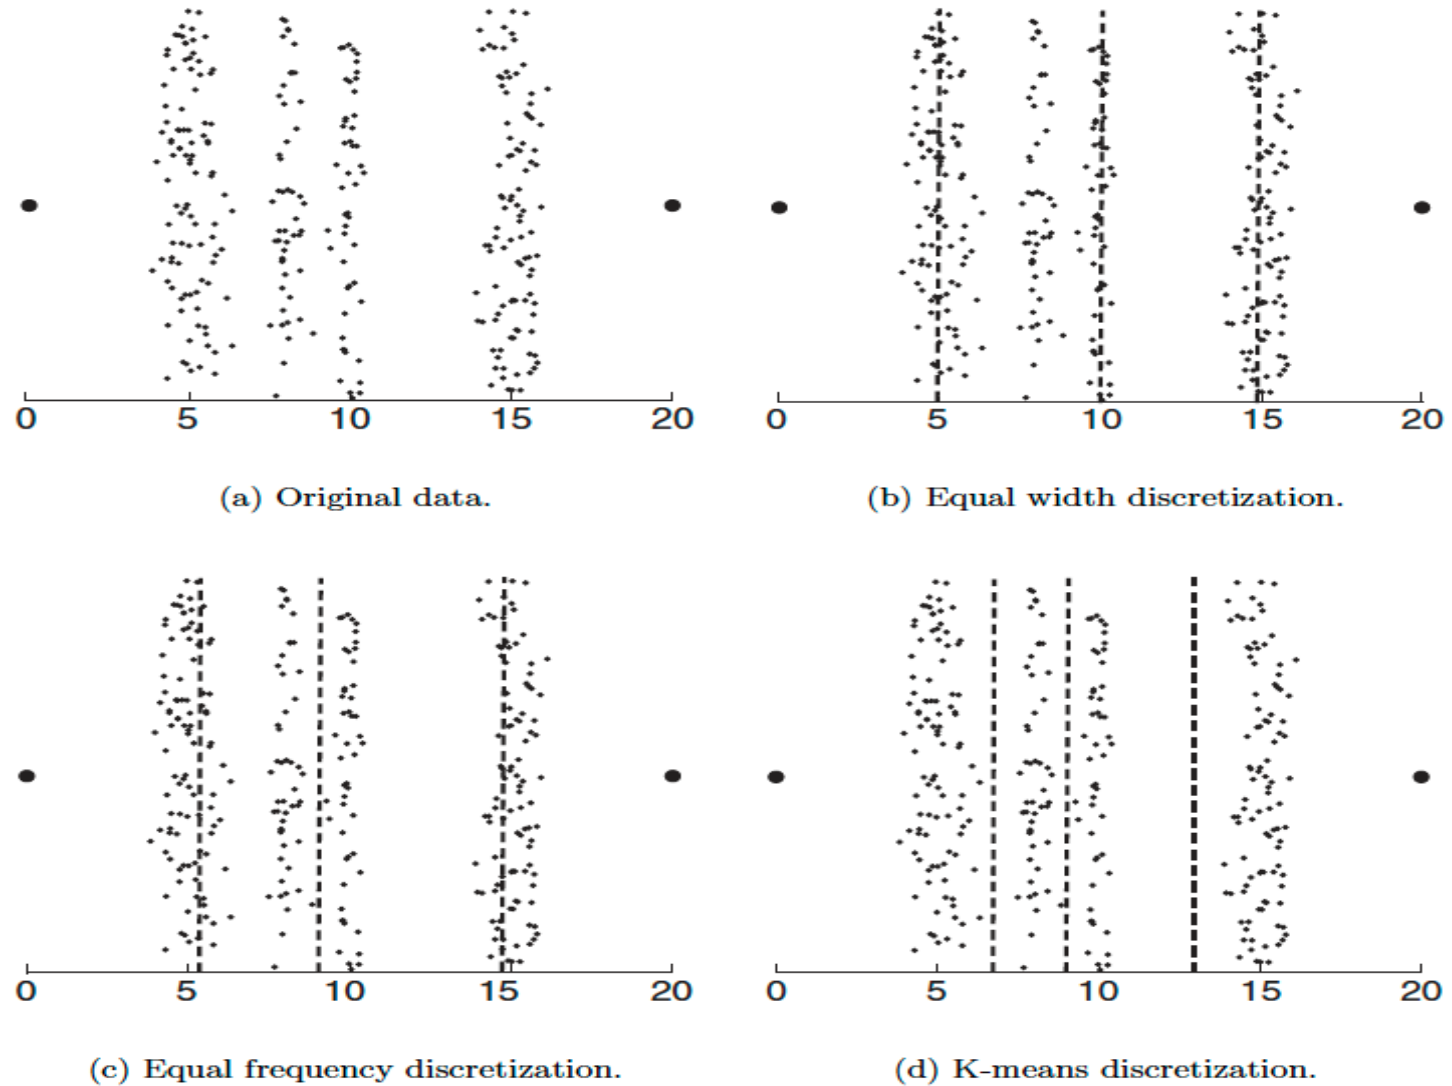 0 5 10 15 20
0 5 10 15 20
(a) Original data.
(b) Equal width discretization.
0 5 10 15 20
0 5 10 15 20
(c) Equal frequency discretization.
(d) K-means discretization.